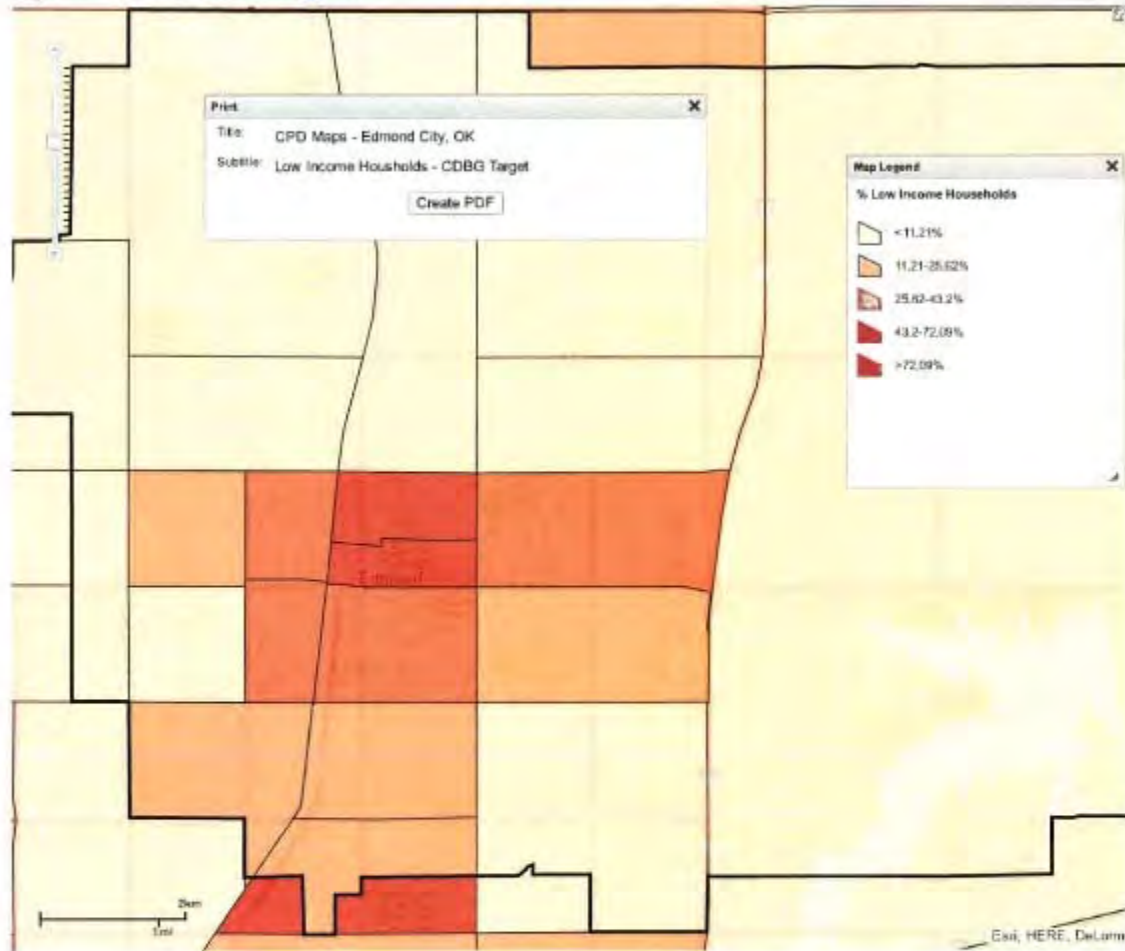 Print
Title: CPD Maps - Edmond City, OK
Subtitle: Low Income Housholds - CDBG Target
Create PDF
Map Legend
% Low Income Households
<11.21%
11.21-25.62%
25.62-43.2%
43.2-72.09%
>72.09%
Edmond
2km
1mi
Esri, HERE, DeLorm